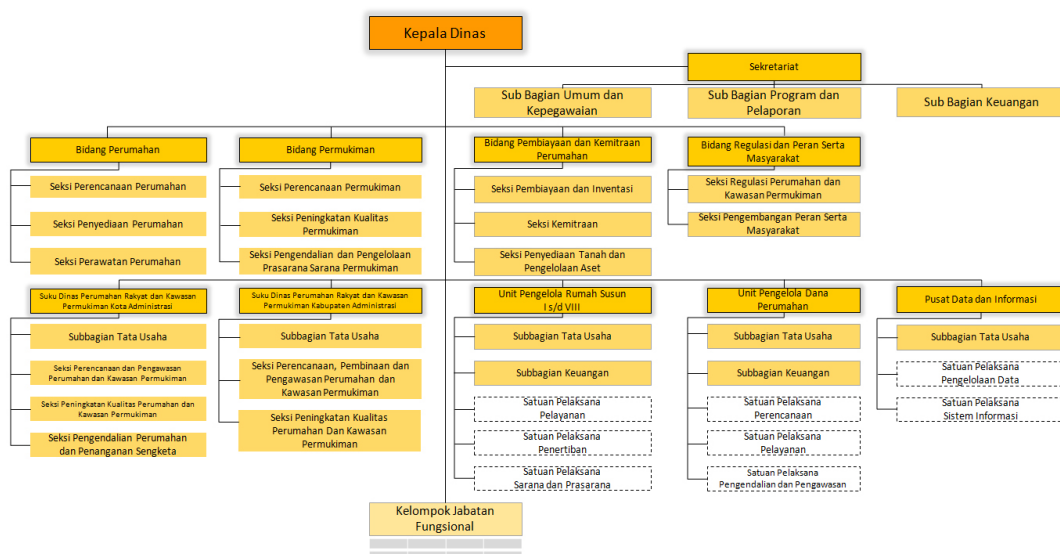 Kepala Dinas
Sekretariat
Sub Bagian Umum dan
Kepegawaian
Sub Bagian Program dan
Pelaporan
Sub Bagian Keuangan
Bidang Perumahan
Seksi Perencanaan Perumahan
Seksi Penyediaan Perumahan
Seksi Perawatan Perumahan
Bidang Permukiman
Seksi Perencanaan Permukiman
Seksi Peningkatan Kualitas
Permukiman
Seksi Pengendalian dan Pengelolaan
Prasarana Sarana Permukiman
Bidang Pembiayaan dan Kemitraan
Perumahan
Seksi Pembiayaan dan Inventasi
Seksi Kemitraan
Seksi Penyediaan Tanah dan
Pengelolaan Aset
Bidang Regulasi dan Peran Serta
Masyarakat
Seksi Regulasi Perumahan dan
Kawasan Permukiman
Seksi Pengembangan Peran Serta
Masyarakat
Suku Dinas Perumahan Rakyat dan Kawasan
Permukiman Kota Administrasi
Subbagian Tata Usaha
Seksi Perencanaan dan Pengawasan
Perumahan dan Kawasan Permukiman
Seksi Peningkatan Kualitas Perumahan dan
Kawasan Permukiman
Seksi Pengendalian Perumahan
dan Penanganan Sengketa
Suku Dinas Perumahan Rakyat dan Kawasan
Permukiman Kabupaten Administrasi
Subbagian Tata Usaha
Seksi Perencanaan, Pembinaan dan
Pengawasan Perumahan dan
Kawasan Permukiman
Seksi Peningkatan Kualitas
Perumahan Dan Kawasan
Permukiman
Unit Pengelola Rumah Susun
I s/d VIII
Subbagian Tata Usaha
Subbagian Keuangan
Satuan Pelaksana
Pelayanan
Satuan Pelaksana
Penertiban
Satuan Pelaksana
Sarana dan Prasarana
Unit Pengelola Dana
Perumahan
Subbagian Tata Usaha
Subbagian Keuangan
Satuan Pelaksana
Perencanaan
Satuan Pelaksana
Pelayanan
Satuan Pelaksana
Pengendalian dan Pengawasan
Pusat Data dan Informasi
Subbagian Tata Usaha
Satuan Pelaksana
Pengelolaan Data
Satuan Pelaksana
Sistem Informasi
Kelompok Jabatan
Fungsional